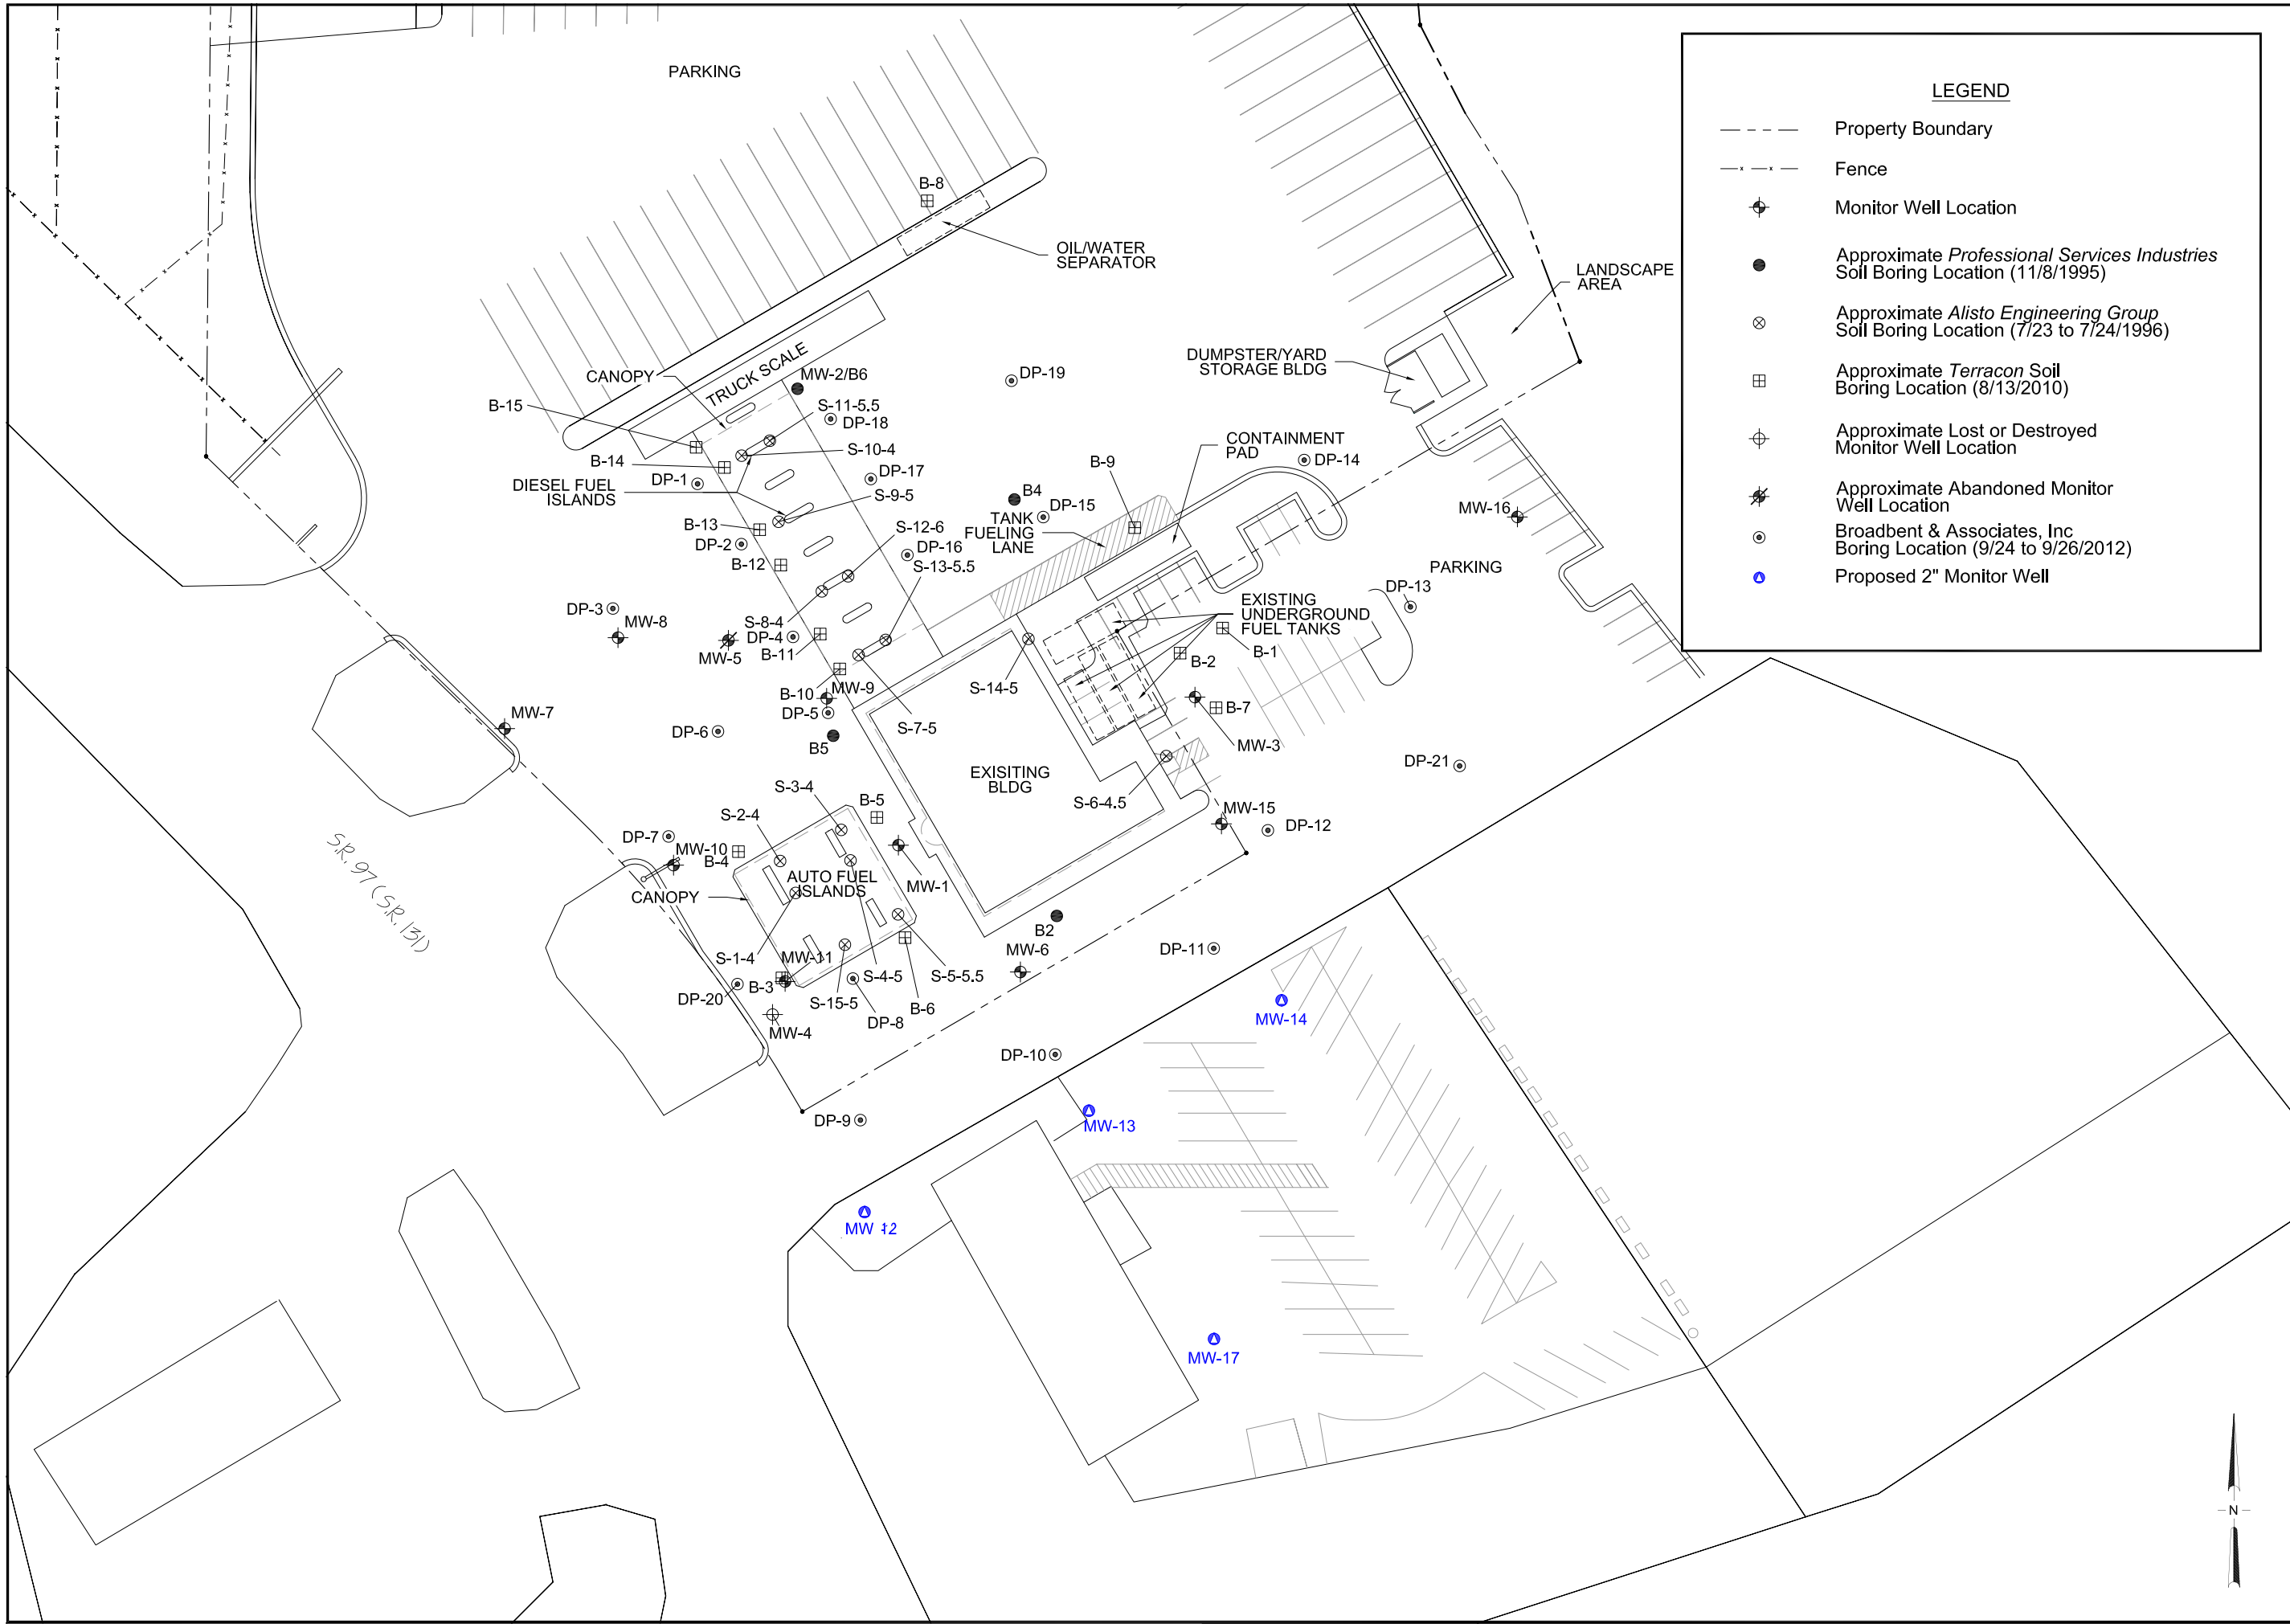 PARKING
B-8
OIL/WATER
SEPARATOR
LANDSCAPE
AREA
DUMPSTER/YARD
STORAGE BLDG
CANOPY
TRUCK SCALE
MW-2/B6
DP-19
B-15
S-11-5.5
DP-18
S-10-4
CONTAINMENT
PAD
B-14
DP-1
DP-17
B-9
DP-14
DIESEL FUEL
ISLANDS
S-9-5
B4
DP-15
MW-16
B-13
S-12-6
TANK
FUELING
LANE
DP-2
DP-16
B-12
S-13-5.5
PARKING
DP-13
DP-3
MW-8
S-8-4
DP-4
EXISTING
UNDERGROUND
FUEL TANKS
MW-5
B-11
B-1
B-2
S-14-5
B-10
MW-9
DP-5
B-7
MW-7
DP-6
S-7-5
B5
MW-3
EXISITING
BLDG
DP-21
S-3-4
B-5
S-6-4.5
S-2-4
MW-15
DP-12
DP-7
MW-10
B-4
AUTO FUEL
ISLANDS
MW-1
CANOPY
S.R. 97 (S.R. 131)
B2
MW-6
DP-11
S-1-4
MW-11
S-4-5
S-5-5.5
B-3
DP-20
S-15-5
B-6
DP-8
MW-4
MW-14
DP-10
DP-9
MW-13
MW 12
MW-17
LEGEND
Property Boundary
Fence
Monitor Well Location
Approximate Professional Services Industries
Soil Boring Location (11/8/1995)
Approximate Alisto Engineering Group
Soil Boring Location (7/23 to 7/24/1996)
Approximate Terracon Soil
Boring Location (8/13/2010)
Approximate Lost or Destroyed
Monitor Well Location
Approximate Abandoned Monitor
Well Location
Broadbent & Associates, Inc
Boring Location (9/24 to 9/26/2012)
Proposed 2" Monitor Well
N